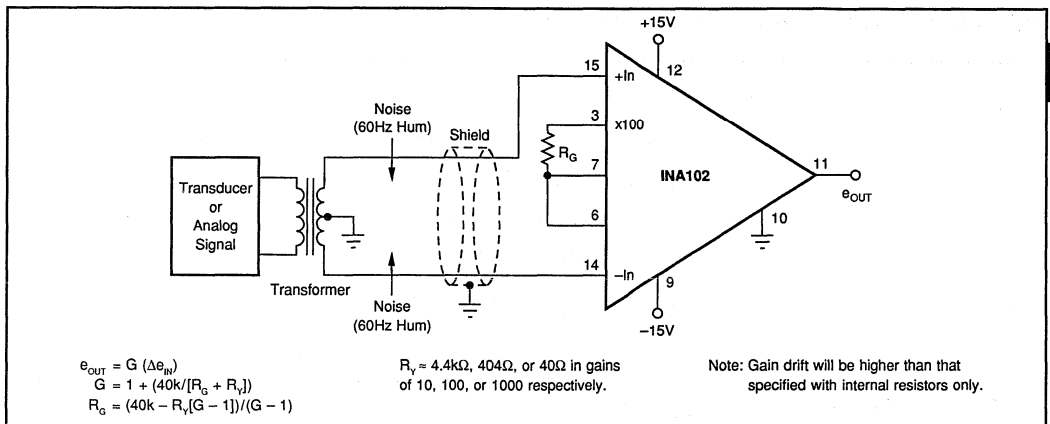 +15V
12
15
+In
Noise
(60Hz Hum)
3
x100
Shield
R_G
Transducer
or
Analog
Signal
7
INA102
11
e_OUT
6
10
14
–In
Transformer
9
Noise
(60Hz Hum)
–15V
e_OUT = G (Δe_IN)
G = 1 + (40k/[R_G + R_Y])
R_G = (40k – R_Y[G – 1])/(G – 1)
R_Y ≈ 4.4kΩ, 404Ω, or 40Ω in gains
of 10, 100, or 1000 respectively.
Note: Gain drift will be higher than that
specified with internal resistors only.